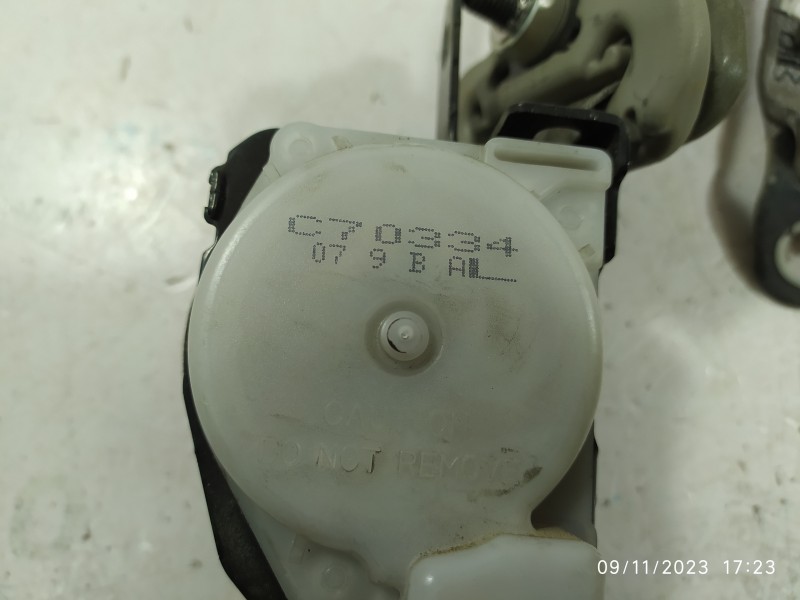 C70334
07 9 B AL
DO NOT REMOVE
09/11/2023 17:23